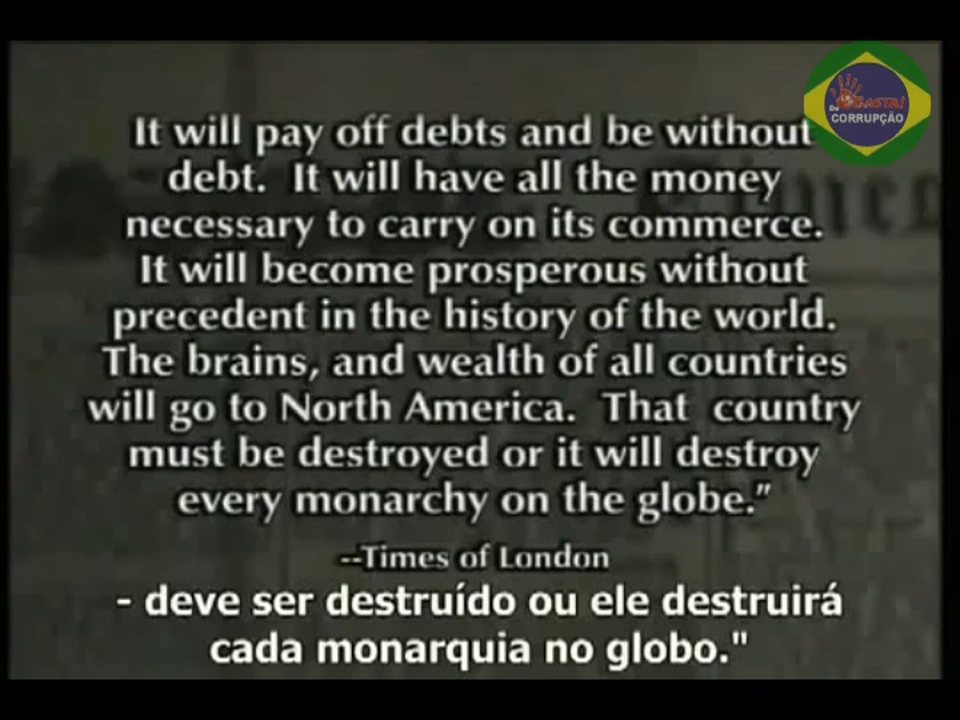 De BASTA!
CORRUPÇÃO
It will pay off debts and be without
debt. It will have all the money
necessary to carry on its commerce.
It will become prosperous without
precedent in the history of the world.
The brains, and wealth of all countries
will go to North America. That country
must be destroyed or it will destroy
every monarchy on the globe.”
--Times of London
- deve ser destruído ou ele destruirá
cada monarquia no globo."